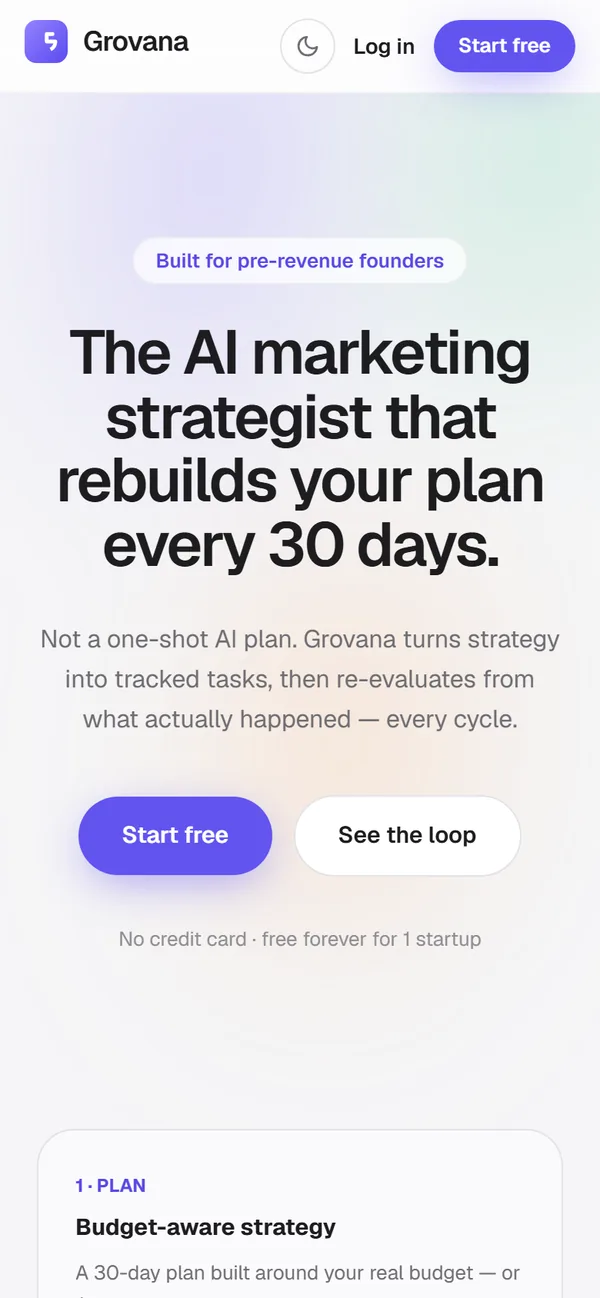 Grovana
Log in
Start free
Built for pre-revenue founders
The AI marketing
strategist that
rebuilds your plan
every 30 days.
Not a one-shot AI plan. Grovana turns strategy
into tracked tasks, then re-evaluates from
what actually happened — every cycle.
Start free
See the loop
No credit card · free forever for 1 startup
1 · PLAN
Budget-aware strategy
A 30-day plan built around your real budget — or